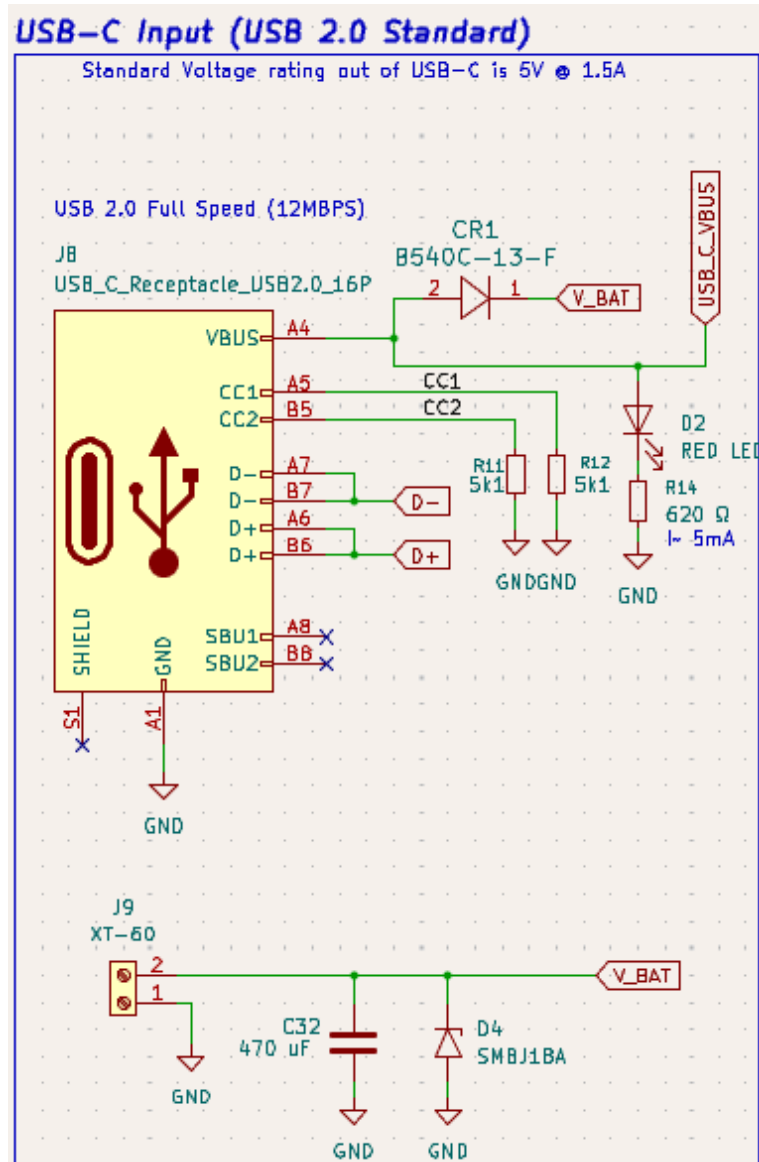 USB-C Input (USB 2.0 Standard)
Standard Voltage rating out of USB-C is 5V @ 1.5A
USB 2.0 Full Speed (12MBPS)
J8
USB_C_Receptacle_USB2.0_16P
CR1
B540C-13-F
2
1
V_BAT
USB_C_VBUS
VBUS
A4
CC1
A5
CC1
CC2
B5
CC2
D-
A7
D-
B7
D-
D+
A6
D+
B6
D+
R11
5k1
R12
5k1
D2
RED LED
R14
620 Ω
I~ 5mA
GND
GND
GND
SBU1
A8
SBU2
B8
SHIELD
GND
S1
A1
GND
J9
XT-60
2
1
V_BAT
C32
470 uF
D4
SMBJ18A
GND
GND
GND